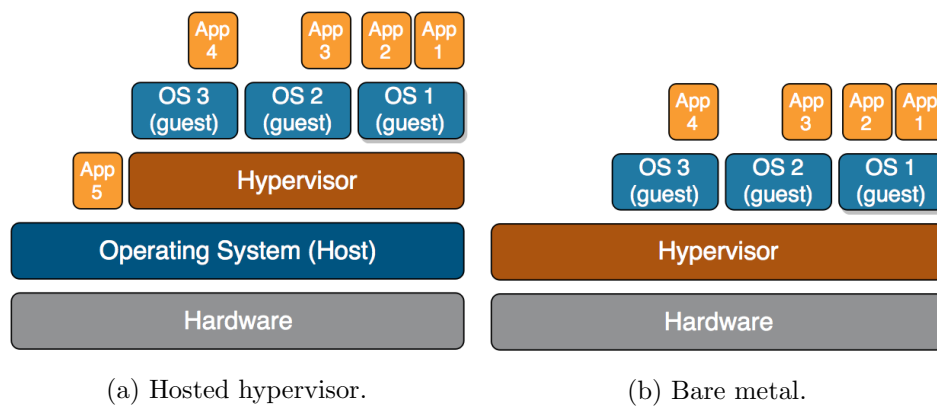 App
4
App
3
App
2
App
1
OS 3
(guest)
OS 2
(guest)
OS 1
(guest)
App
5
Hypervisor
Operating System (Host)
Hardware
(a) Hosted hypervisor.
App
4
App
3
App
2
App
1
OS 3
(guest)
OS 2
(guest)
OS 1
(guest)
Hypervisor
Hardware
(b) Bare metal.